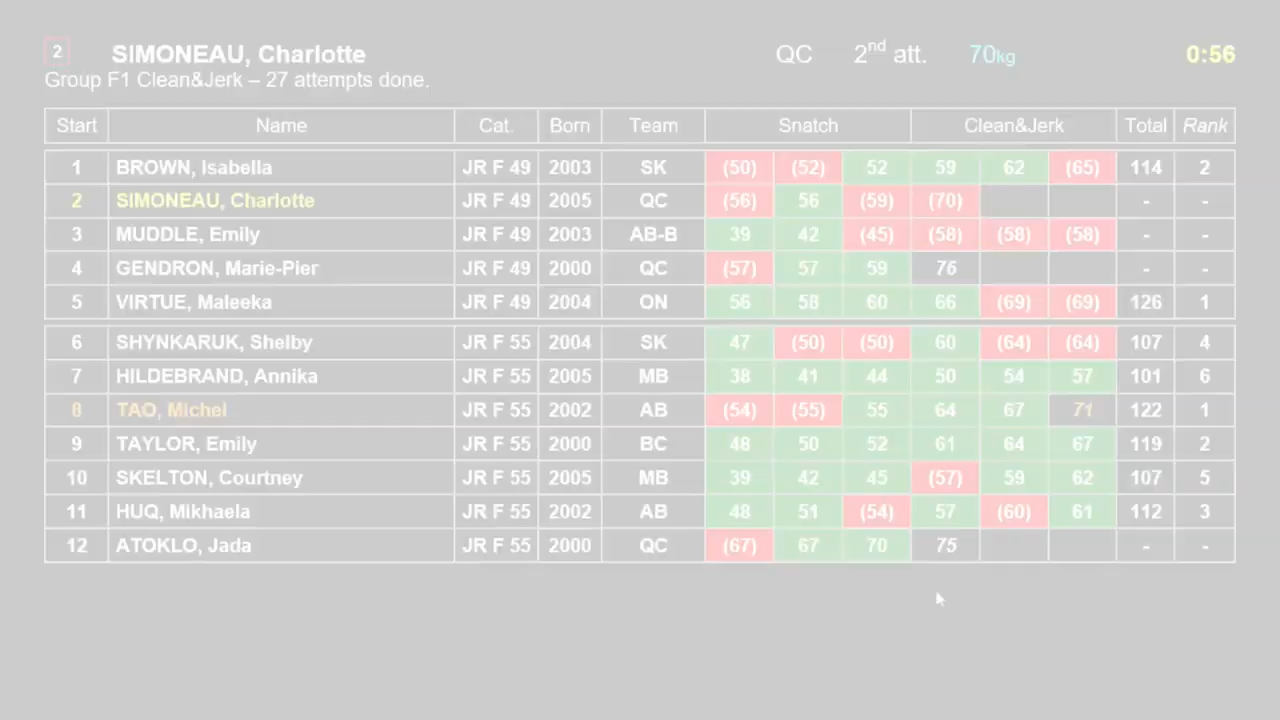 2 SIMONEAU, Charlotte QC 2nd att. 70kg 0:56
Group F1 Clean&Jerk – 27 attempts done.
Start Name Cat. Born Team Snatch Clean&Jerk Total Rank
1 BROWN, Isabella JR F 49 2003 SK (50) (52) 52 59 62 (65) 114 2
2 SIMONEAU, Charlotte JR F 49 2005 QC (56) 56 (59) (70) - -
3 MUDDLE, Emily JR F 49 2003 AB-B 39 42 (45) (58) (58) (58) - -
4 GENDRON, Marie-Pier JR F 49 2000 QC (57) 57 59 76 - -
5 VIRTUE, Maleeka JR F 49 2004 ON 56 58 60 66 (69) (69) 126 1
6 SHYNKARUK, Shelby JR F 55 2004 SK 47 (50) (50) 60 (64) (64) 107 4
7 HILDEBRAND, Annika JR F 55 2005 MB 38 41 44 50 54 57 101 6
8 TAO, Michel JR F 55 2002 AB (54) (55) 55 64 67 71 122 1
9 TAYLOR, Emily JR F 55 2000 BC 48 50 52 61 64 67 119 2
10 SKELTON, Courtney JR F 55 2005 MB 39 42 45 (57) 59 62 107 5
11 HUQ, Mikhaela JR F 55 2002 AB 48 51 (54) 57 (60) 61 112 3
12 ATOKLO, Jada JR F 55 2000 QC (67) 67 70 75 - -